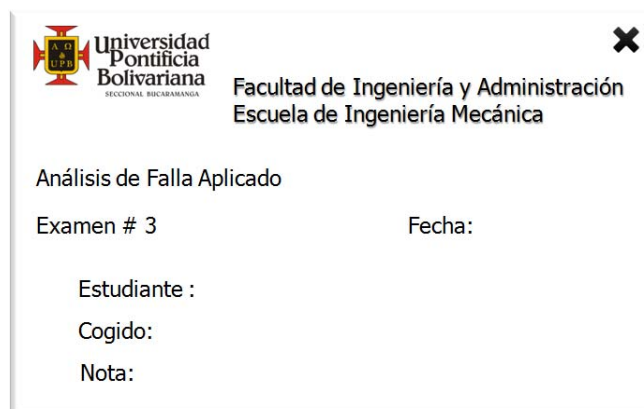 A Ω
UPB
Universidad
Pontificia
Bolivariana
SECCIONAL BUCARAMANGA
Facultad de Ingeniería y Administración
Escuela de Ingeniería Mecánica
Análisis de Falla Aplicado
Examen # 3
Fecha:
Estudiante :
Cogido:
Nota: